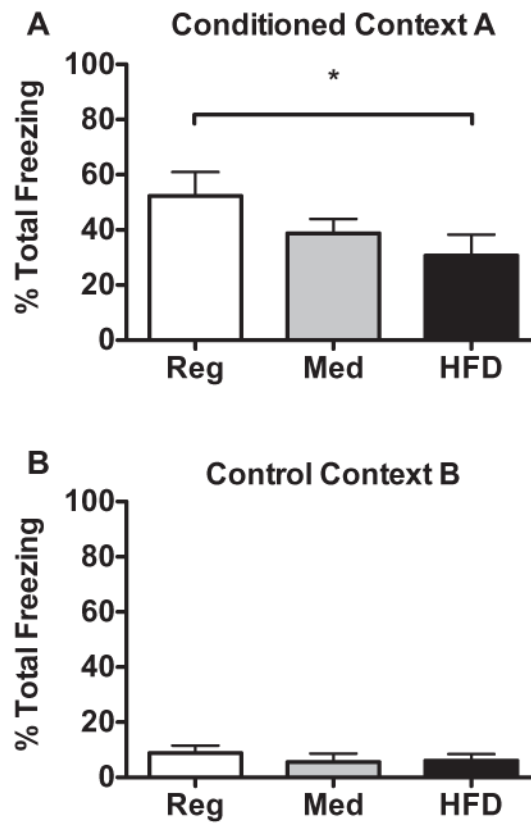 A
Conditioned Context A
% Total Freezing
100
80
60
40
20
0
*
Reg Med HFD
B
Control Context B
% Total Freezing
100
80
60
40
20
0
Reg Med HFD